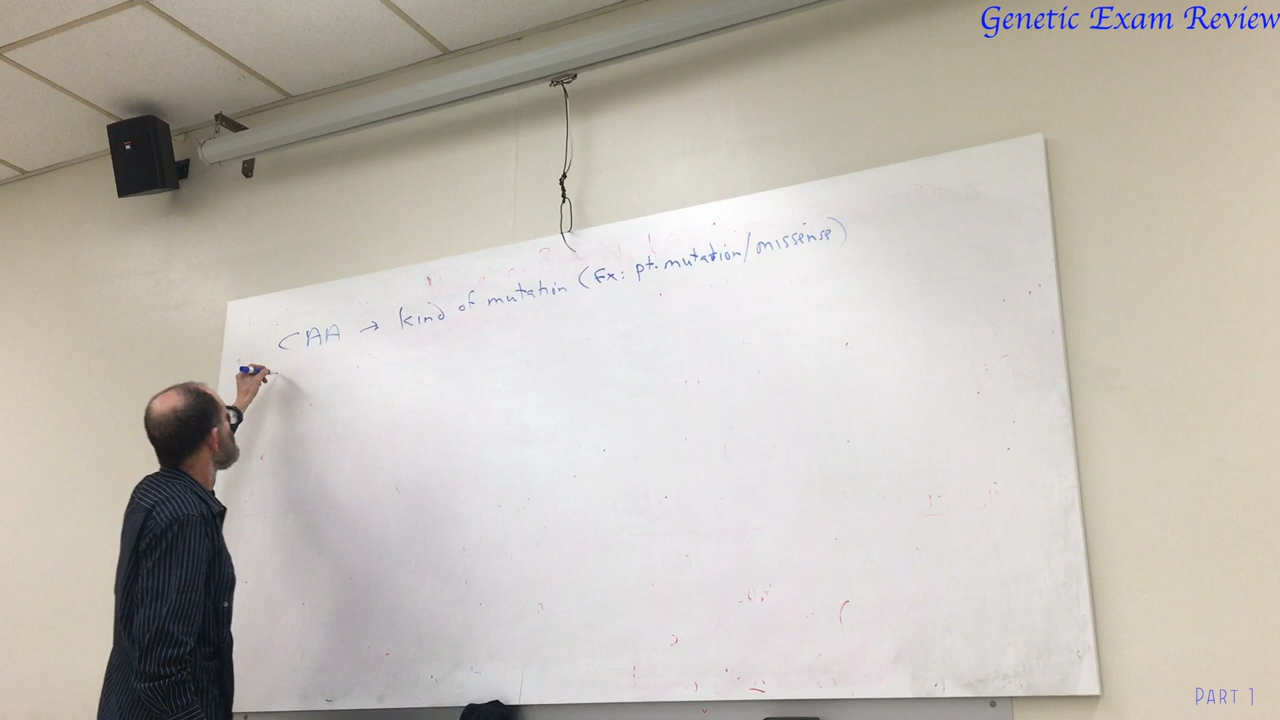 Genetic Exam Review
CAA → kind of mutation (Ex: pt. mutation/missense)
PART 1